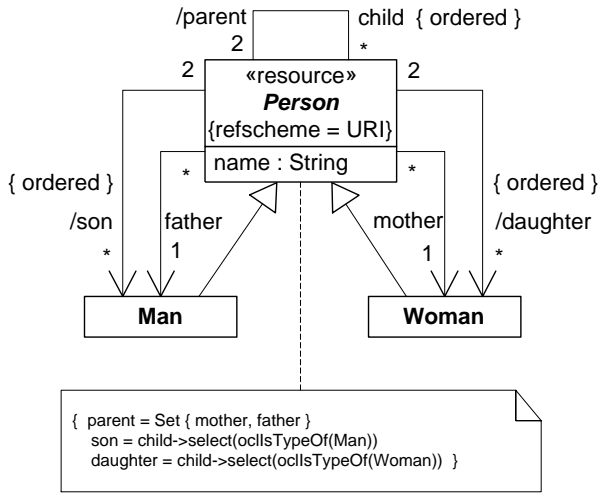 /parent child { ordered }
2 *
2 «resource» 2
Person
{refscheme = URI}
* name : String *
{ ordered } { ordered }
/son father mother /daughter
* 1 1 *
Man Woman
{ parent = Set { mother, father }
son = child->select(oclIsTypeOf(Man))
daughter = child->select(oclIsTypeOf(Woman)) }